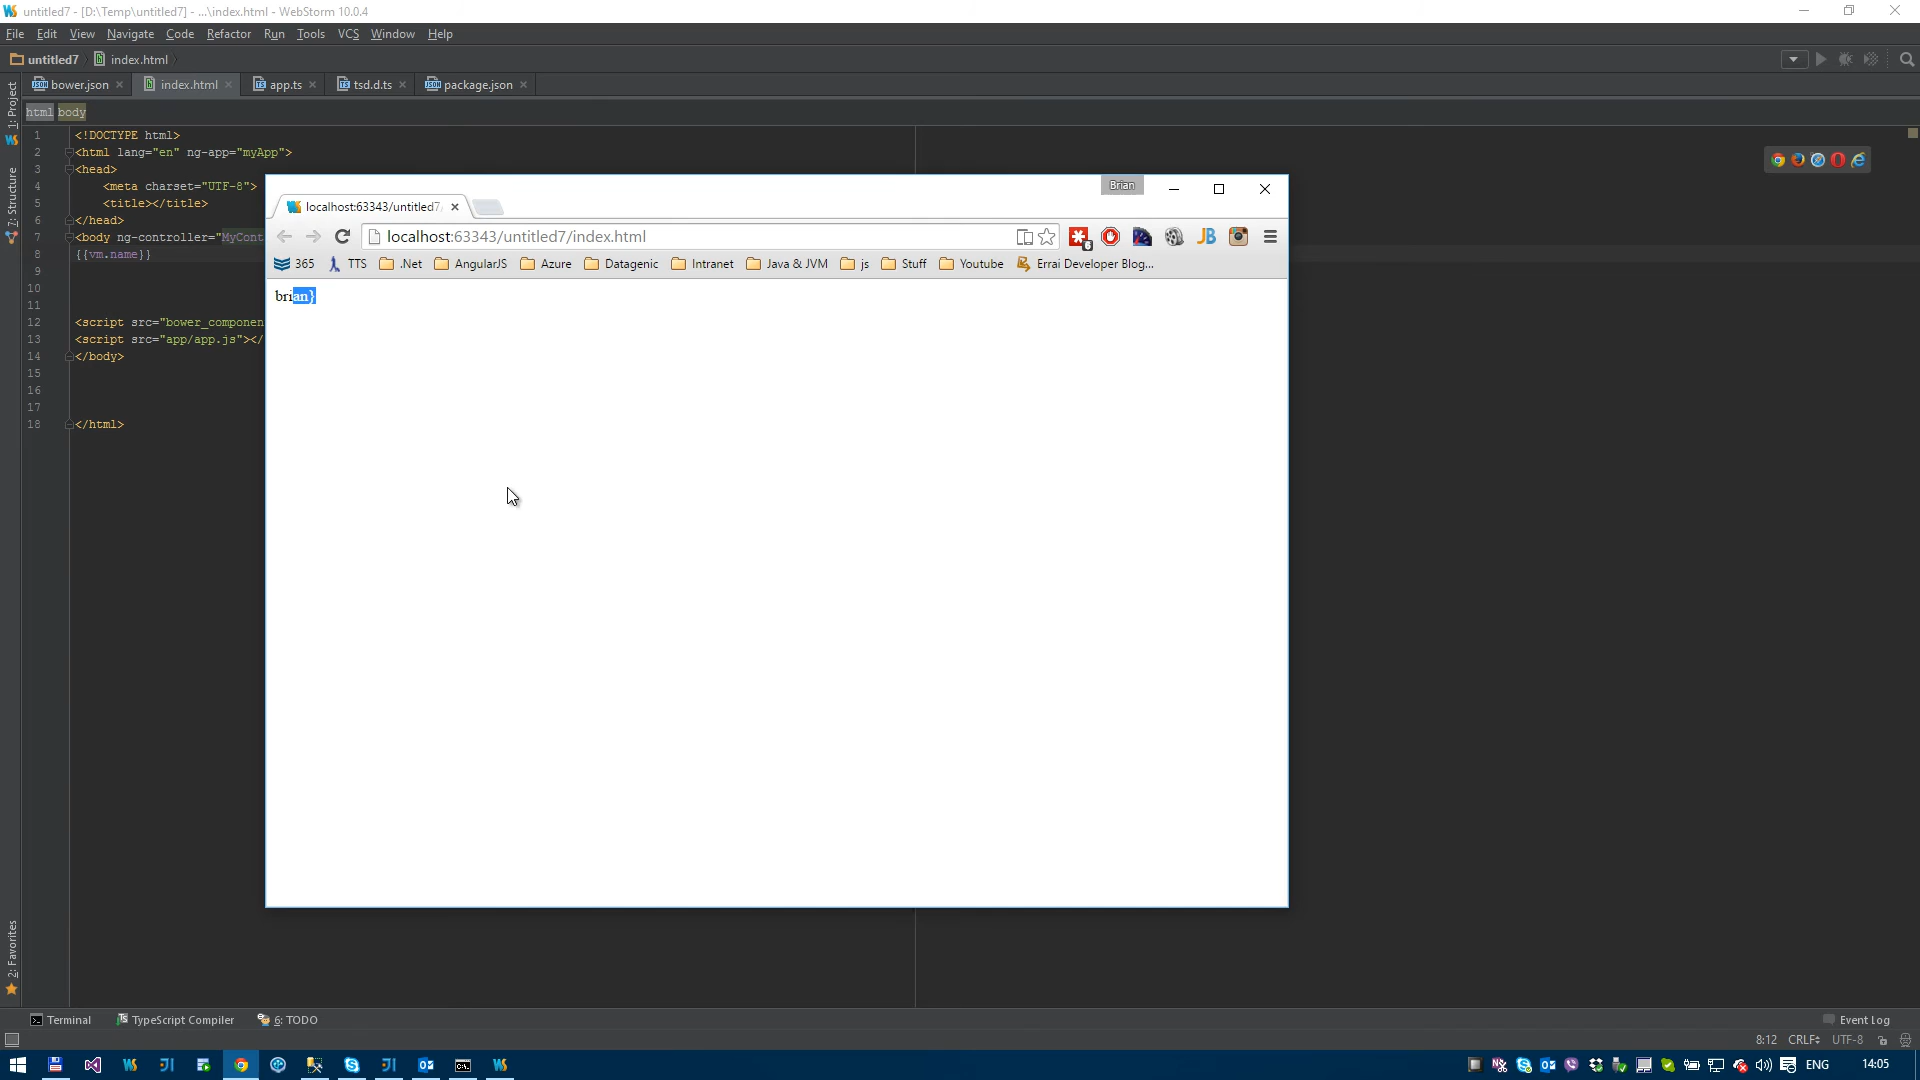 untitled7 - [D:\Temp\untitled7] - ...\index.html - WebStorm 10.0.4
File Edit View Navigate Code Refactor Run Tools VCS Window Help
untitled7 index.html
bower.json index.html app.ts tsd.d.ts package.json
html body
1: Project
7: Structure
2: Favorites
1 <!DOCTYPE html>
2 <html lang="en" ng-app="myApp">
3 <head>
4 <meta charset="UTF-8">
5 <title></title>
6 </head>
7 <body ng-controller="MyCont
8 {{vm.name}}
9
10
11
12 <script src="bower_componen
13 <script src="app/app.js"></
14 </body>
15
16
17
18 </html>
Brian
localhost:63343/untitled7/
localhost:63343/untitled7/index.html
365 TTS .Net AngularJS Azure Datagenic Intranet Java & JVM js Stuff Youtube Errai Developer Blog...
brian}
Terminal TypeScript Compiler 6: TODO Event Log
8:12 CRLF UTF-8
ENG 14:05